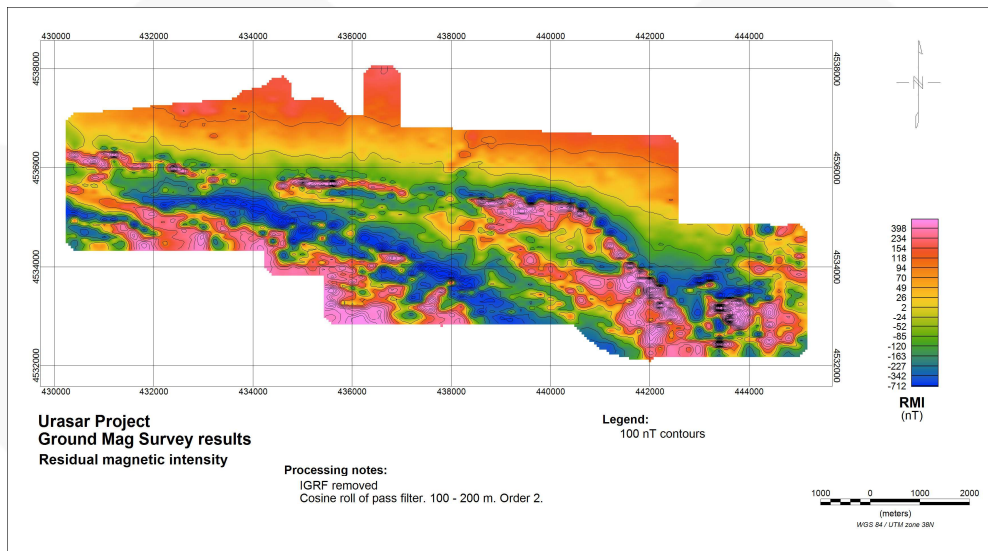 430000 432000 434000 436000 438000 440000 442000 444000
4538000 4538000
4536000 4536000
4534000 4534000
4532000 4532000
430000 432000 434000 436000 438000 440000 442000 444000
N
398
234
154
118
94
70
49
26
2
-24
-52
-85
-120
-163
-227
-342
-712
RMI
(nT)
Urasar Project
Ground Mag Survey results
Residual magnetic intensity
Legend:
100 nT contours
Processing notes:
IGRF removed
Cosine roll of pass filter. 100 - 200 m. Order 2.
1000 0 1000 2000
(meters)
WGS 84 / UTM zone 38N